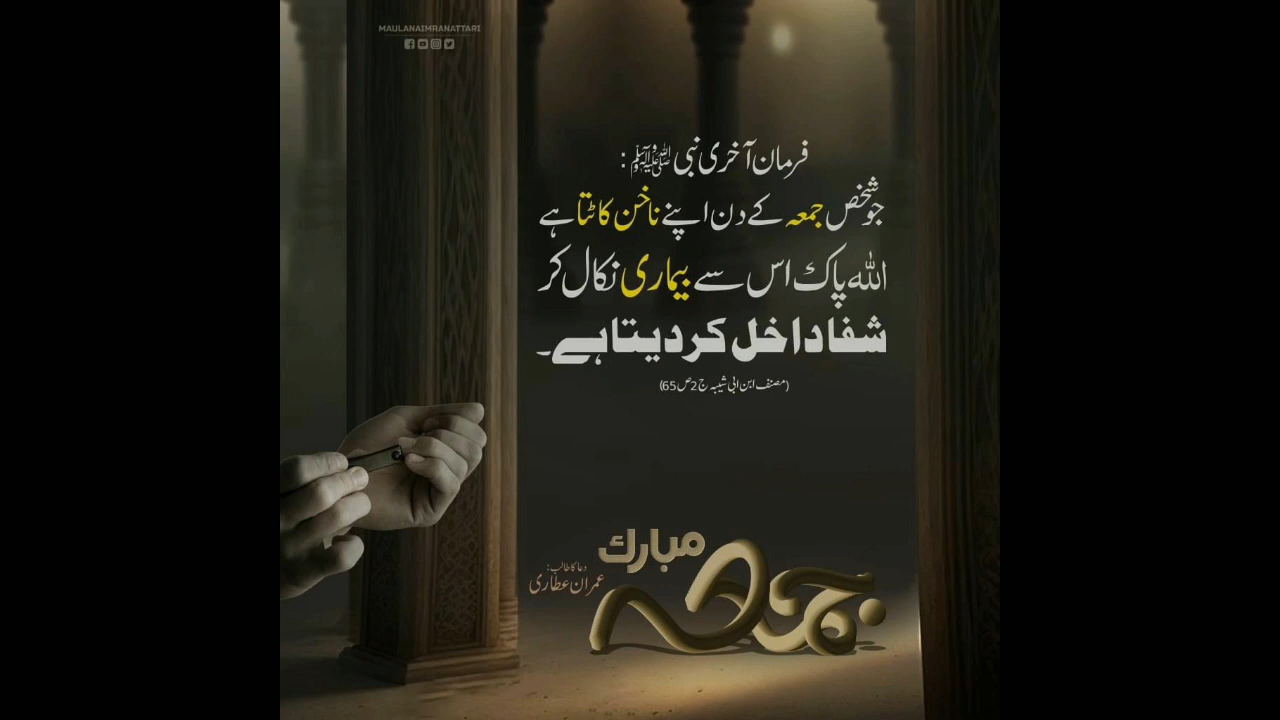 MAULANAIMRANATTARI
فرمان آخری نبی ﷺ:
جو شخص جمعہ کے دن اپنے ناخن کاٹتا ہے
اللہ پاک اس سے بیماری نکال کر
شفا داخل کر دیتا ہے۔
(مصنف ابن ابی شیبہ ج 2 ص 65)
جمعہ مبارک
دعا کا طالب:
عمران عطاری